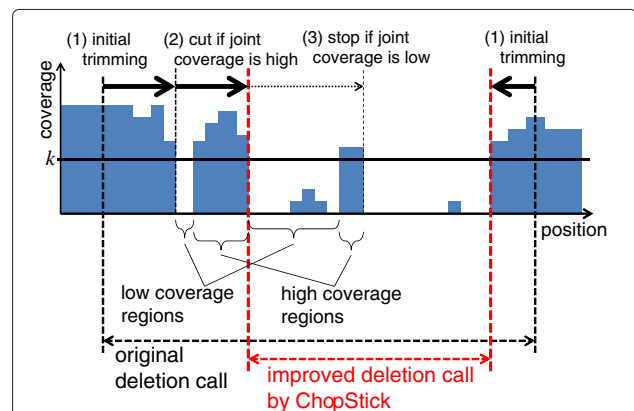 (1) initial
trimming
(2) cut if joint
coverage is high
(3) stop if joint
coverage is low
(1) initial
trimming
coverage
k
position
low coverage
regions
high coverage
regions
original
deletion call
improved deletion call
by ChopStick